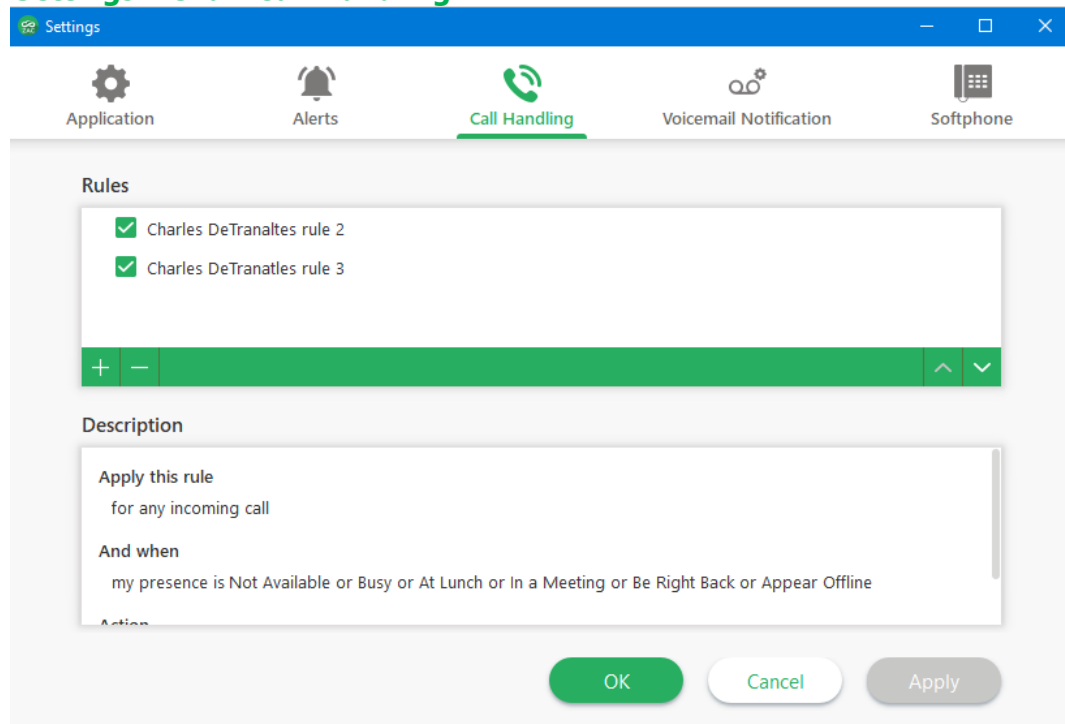 Settings
Application
Alerts
Call Handling
Voicemail Notification
Softphone
Rules
Charles DeTranaltes rule 2
Charles DeTranatles rule 3
Description
Apply this rule
for any incoming call
And when
my presence is Not Available or Busy or At Lunch or In a Meeting or Be Right Back or Appear Offline
Action
OK
Cancel
Apply